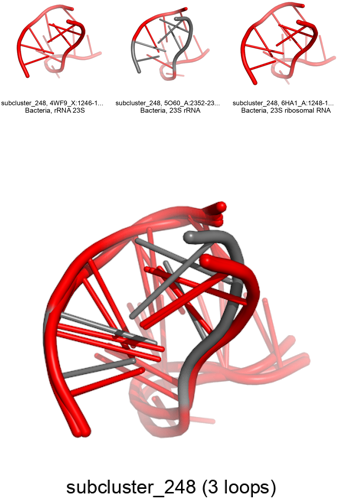 subcluster_248, 4WF9_X:1246-1...
Bacteria, rRNA 23S
subcluster_248, 5O60_A:2352-23...
Bacteria, 23S rRNA
subcluster_248, 6HA1_A:1248-1...
Bacteria, 23S ribosomal RNA
subcluster_248 (3 loops)